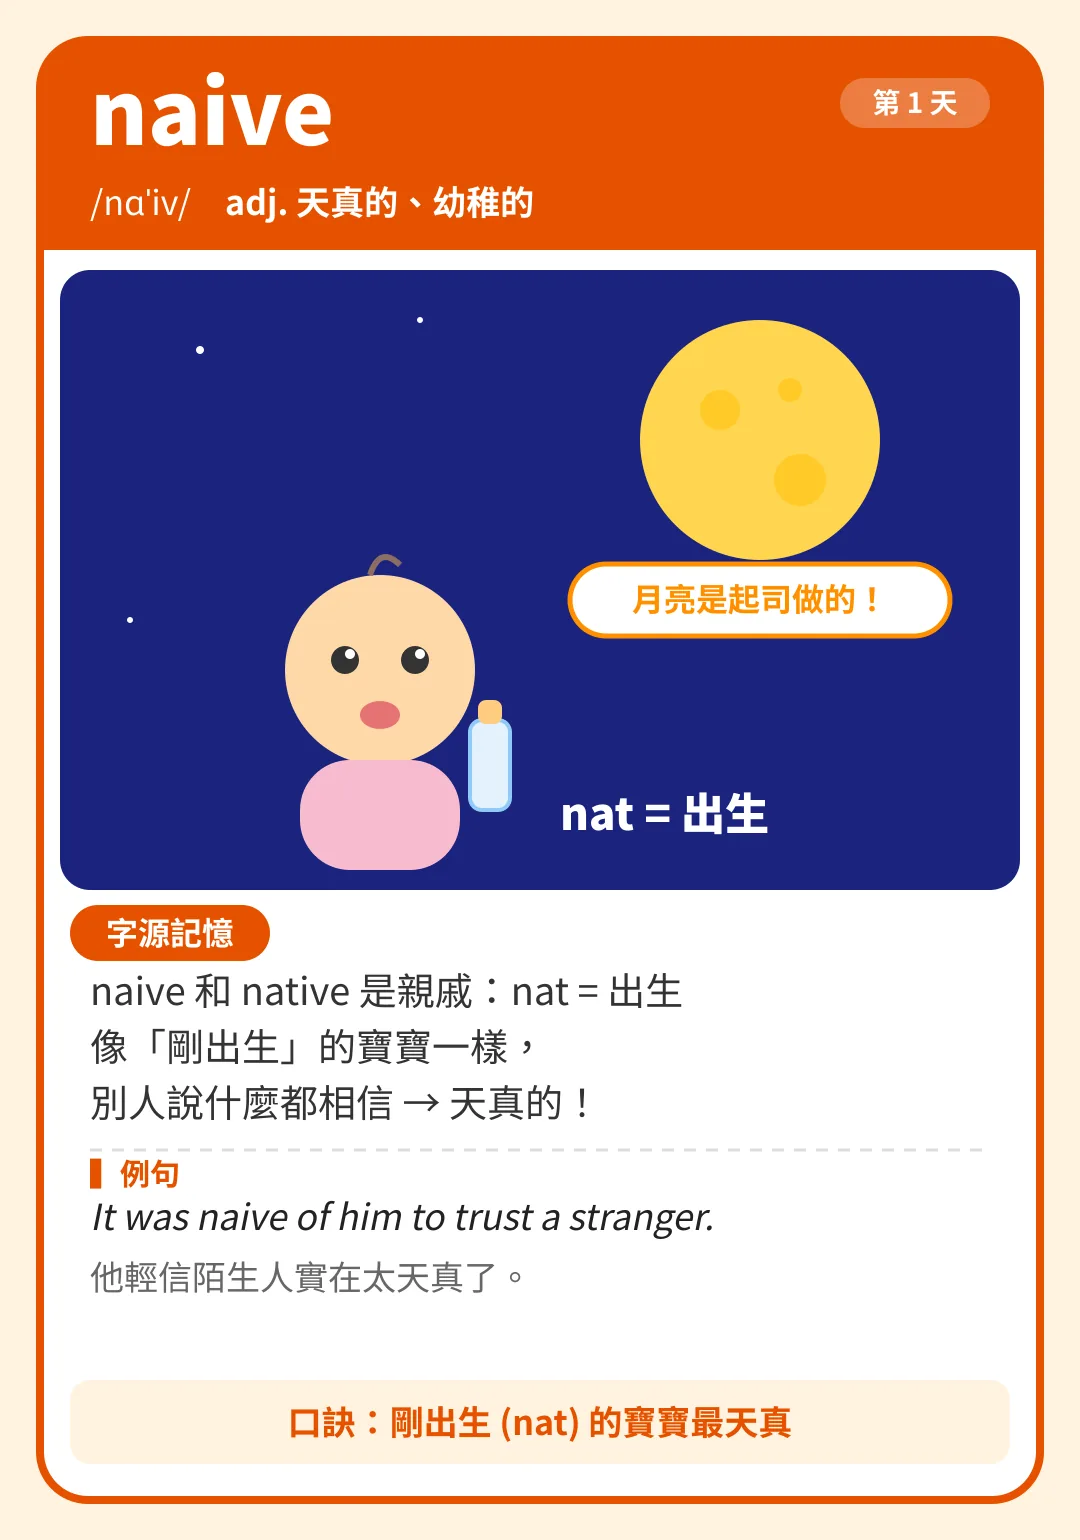 naive
第 1 天
/nɑˈiv/ adj. 天真的、幼稚的
月亮是起司做的！
nat = 出生
字源記憶
naive 和 native 是親戚：nat = 出生
像「剛出生」的寶寶一樣，
別人說什麼都相信 → 天真的！
例句
It was naive of him to trust a stranger.
他輕信陌生人實在太天真了。
口訣：剛出生 (nat) 的寶寶最天真